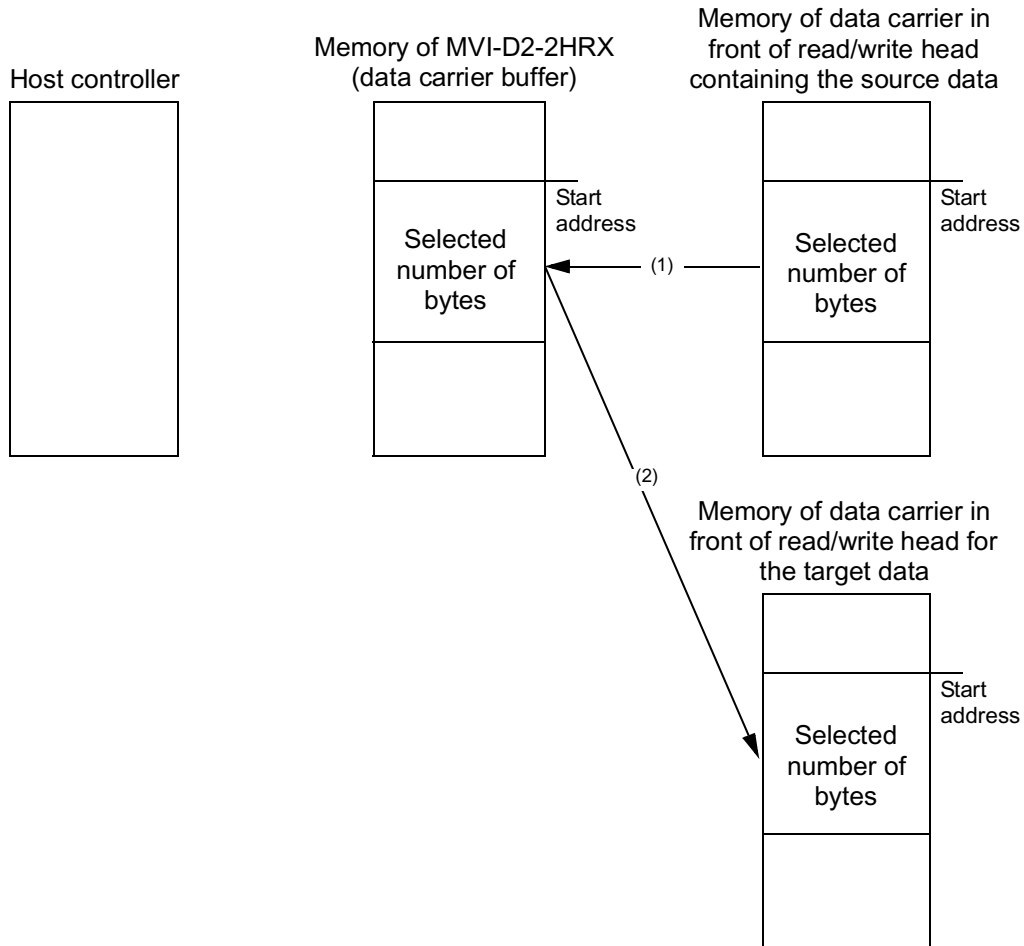 Host controller
Memory of MVI-D2-2HRX
(data carrier buffer)
Memory of data carrier in
front of read/write head
containing the source data
Start
address
Selected
number of
bytes
(1)
Start
address
Selected
number of
bytes
(2)
Memory of data carrier in
front of read/write head for
the target data
Start
address
Selected
number of
bytes